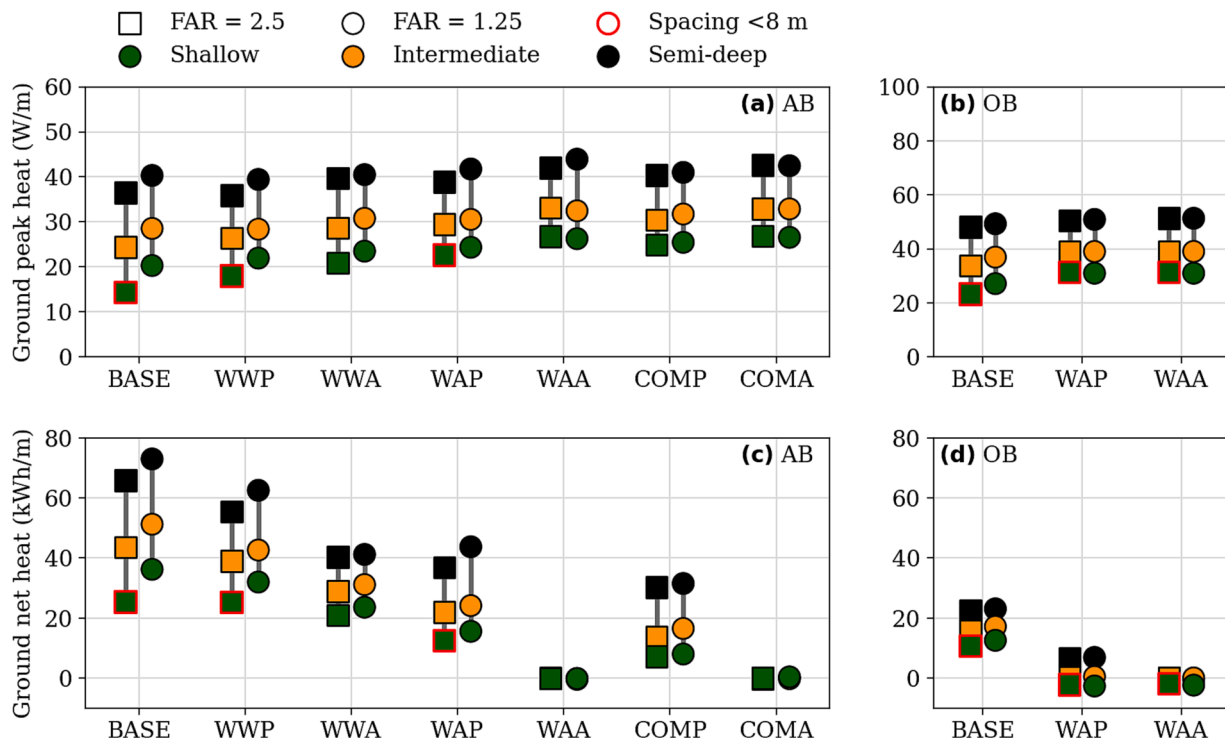 FAR = 2.5 FAR = 1.25 Spacing <8 m
Shallow Intermediate Semi-deep
Ground peak heat (W/m)
60
50
40
30
20
10
0
(a) AB
BASE WWP WWA WAP WAA COMP COMA
100
80
60
40
20
0
(b) OB
BASE WAP WAA
Ground net heat (kWh/m)
80
60
40
20
0
(c) AB
BASE WWP WWA WAP WAA COMP COMA
80
60
40
20
0
(d) OB
BASE WAP WAA